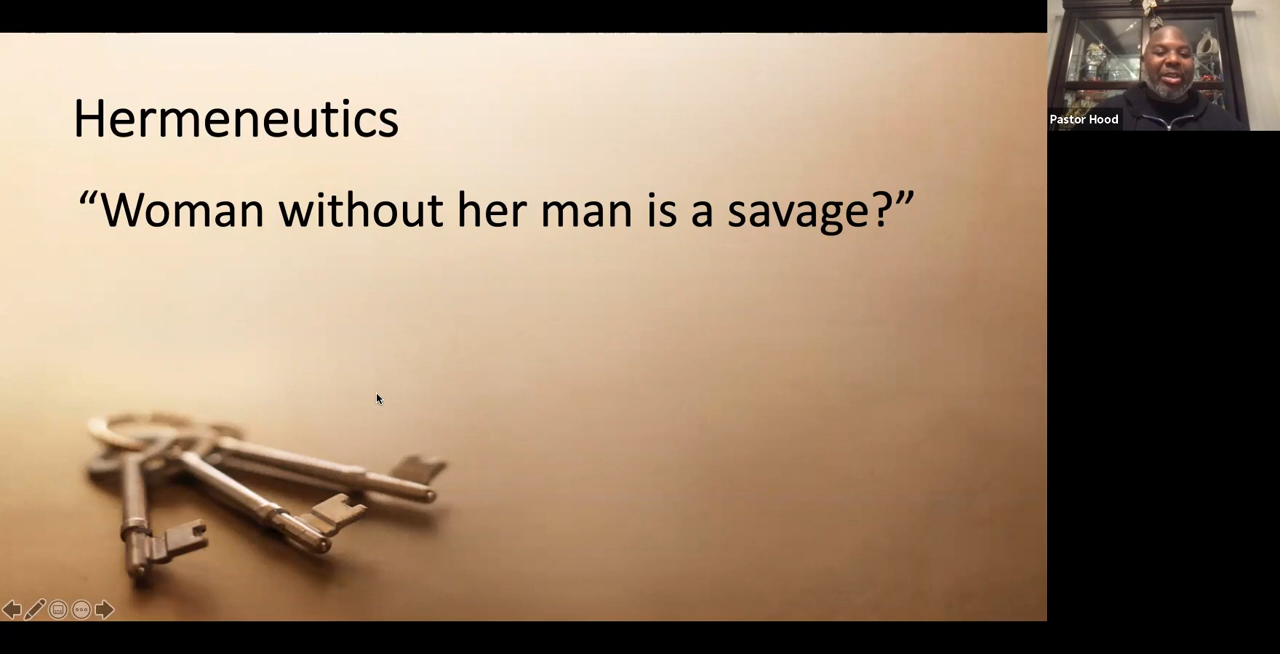 Hermeneutics
“Woman without her man is a savage?”
Pastor Hood